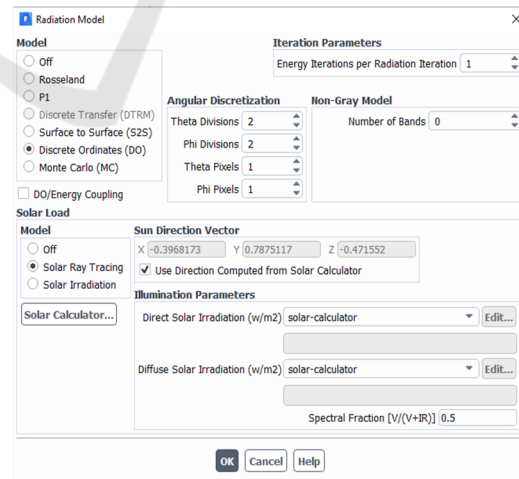 Radiation Model
Model
Off
Rosseland
P1
Discrete Transfer (DTRM)
Surface to Surface (S2S)
Discrete Ordinates (DO)
Monte Carlo (MC)
DO/Energy Coupling
Iteration Parameters
Energy Iterations per Radiation Iteration 1
Angular Discretization
Theta Divisions 2
Phi Divisions 2
Theta Pixels 1
Phi Pixels 1
Non-Gray Model
Number of Bands 0
Solar Load
Model
Off
Solar Ray Tracing
Solar Irradiation
Solar Calculator...
Sun Direction Vector
X -0.3968173 Y 0.7875117 Z -0.471552
Use Direction Computed from Solar Calculator
Illumination Parameters
Direct Solar Irradiation (w/m2) solar-calculator Edit...
Diffuse Solar Irradiation (w/m2) solar-calculator Edit...
Spectral Fraction [V/(V+IR)] 0.5
OK Cancel Help